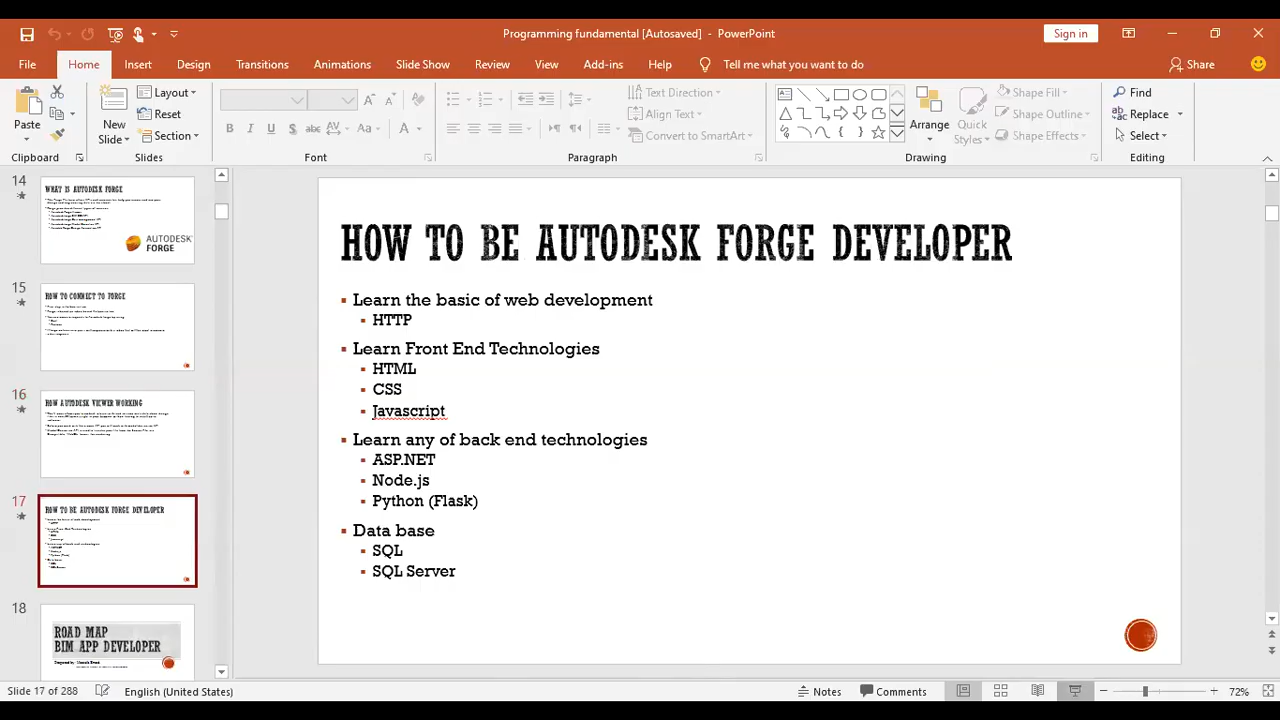 Programming fundamental [Autosaved] - PowerPoint
Sign in
File Home Insert Design Transitions Animations Slide Show Review View Add-ins Help Tell me what you want to do Share
Paste
Clipboard
New Slide
Layout
Reset
Section
Slides
Font
Text Direction
Align Text
Convert to SmartArt
Paragraph
Arrange
Quick Styles
Shape Fill
Shape Outline
Shape Effects
Drawing
Find
Replace
Select
Editing
14
WHAT IS AUTODESK FORGE
AUTODESK
FORGE
15
HOW TO CONNECT TO FORGE
16
HOW AUTODESK VIEWER WORKING
17
HOW TO BE AUTODESK FORGE DEVELOPER
18
ROAD MAP
BIM APP DEVELOPER
HOW TO BE AUTODESK FORGE DEVELOPER
Learn the basic of web development
HTTP
Learn Front End Technologies
HTML
CSS
Javascript
Learn any of back end technologies
ASP.NET
Node.js
Python (Flask)
Data base
SQL
SQL Server
Slide 17 of 288 English (United States) Notes Comments 72%